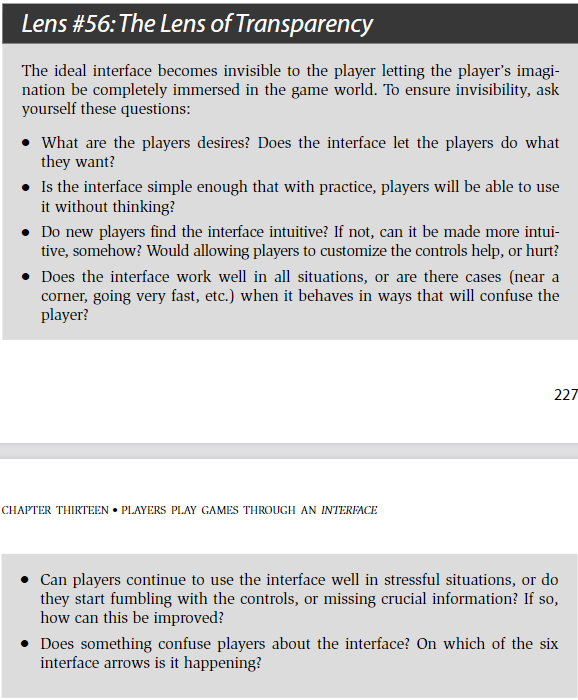 Lens #56: The Lens of Transparency
The ideal interface becomes invisible to the player letting the player's imagi-
nation be completely immersed in the game world. To ensure invisibility, ask
yourself these questions:
• What are the players desires? Does the interface let the players do what
they want?
• Is the interface simple enough that with practice, players will be able to use
it without thinking?
• Do new players find the interface intuitive? If not, can it be made more intui-
tive, somehow? Would allowing players to customize the controls help, or hurt?
• Does the interface work well in all situations, or are there cases (near a
corner, going very fast, etc.) when it behaves in ways that will confuse the
player?
227
CHAPTER THIRTEEN • PLAYERS PLAY GAMES THROUGH AN INTERFACE
• Can players continue to use the interface well in stressful situations, or do
they start fumbling with the controls, or missing crucial information? If so,
how can this be improved?
• Does something confuse players about the interface? On which of the six
interface arrows is it happening?